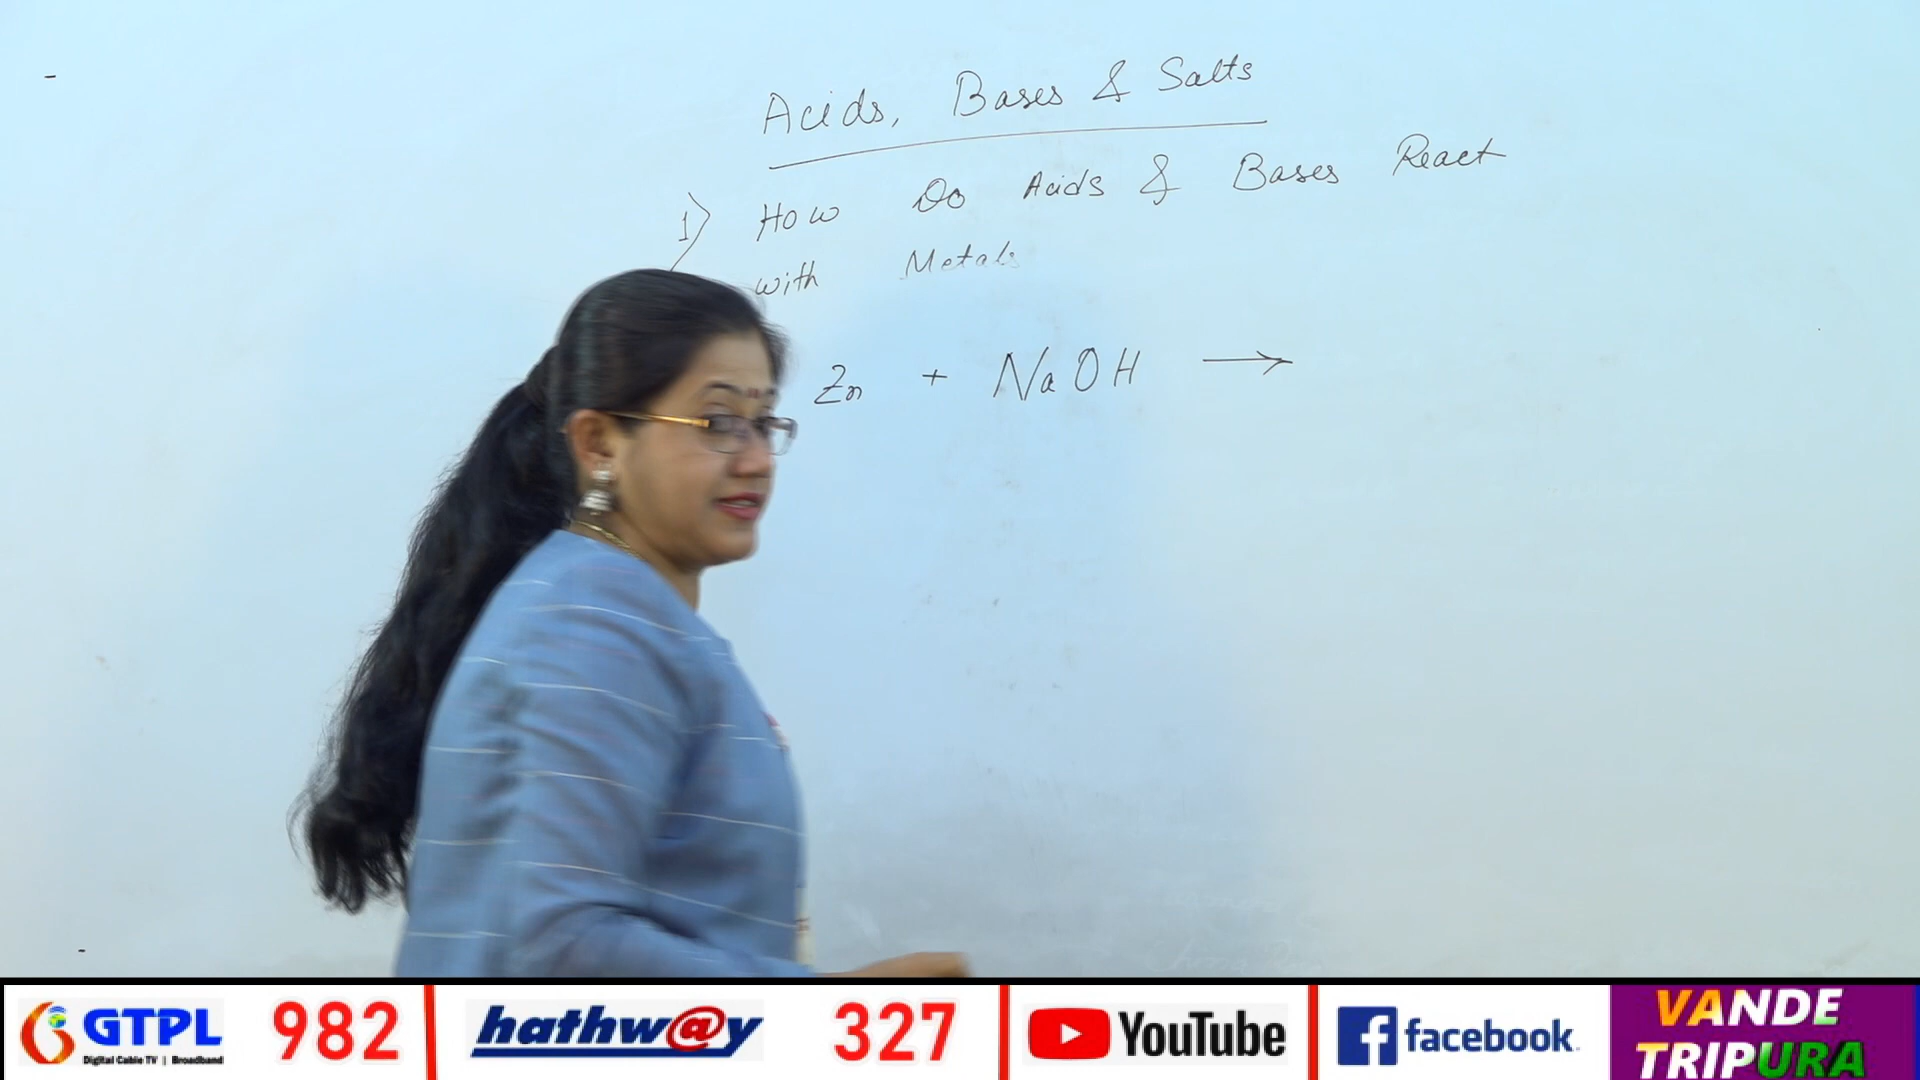 Acids, Bases & Salts
1) How Do Acids & Bases React
with Metals
Zn + NaOH →
GTPL
Digital Cable TV | Broadband
982
hathw@y
327
YouTube
facebook.
VANDE
TRIPURA